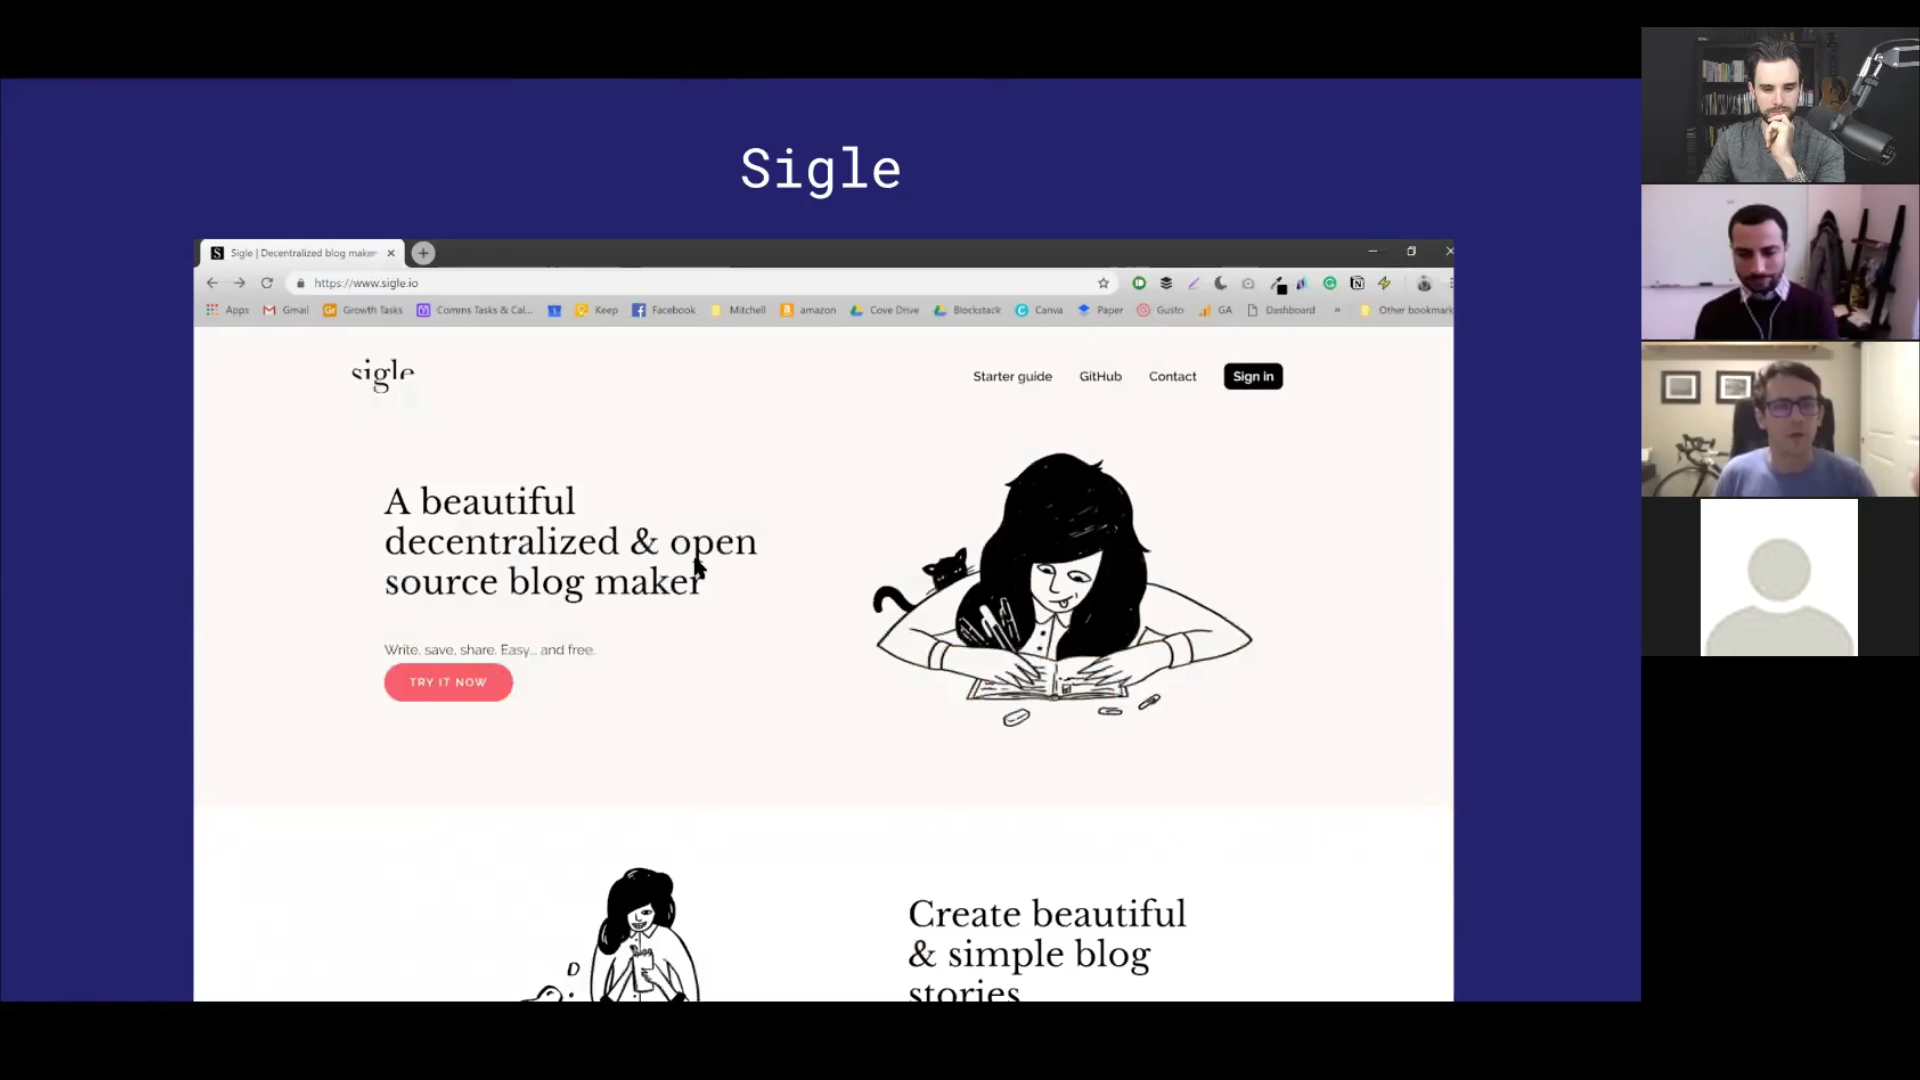 Sigle
Sigle | Decentralized blog maker
https://www.sigle.io
Apps Gmail Growth Tasks Comms Tasks & Cal... Keep Facebook Mitchell amazon Cove Drive Blockstack Canva Paper Gusto GA Dashboard » Other bookmark
sigle
Starter guide GitHub Contact Sign in
A beautiful
decentralized & open
source blog maker
Write, save, share. Easy... and free.
TRY IT NOW
Create beautiful
& simple blog
stories